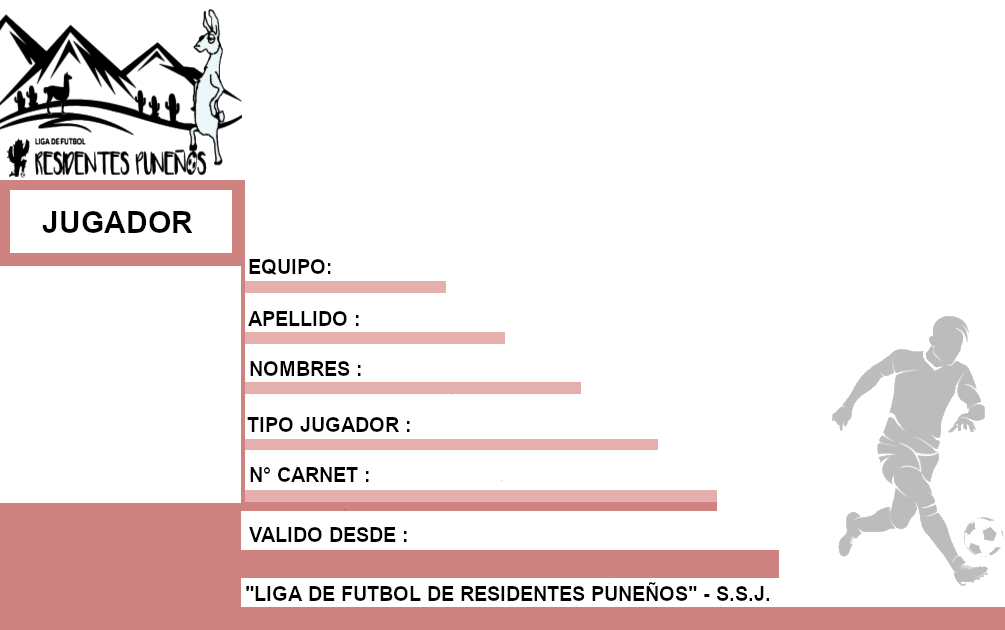 LIGA DE FUTBOL
RESIDENTES PUNEÑOS
JUGADOR
EQUIPO:
APELLIDO :
NOMBRES :
TIPO JUGADOR :
N° CARNET :
VALIDO DESDE :
"LIGA DE FUTBOL DE RESIDENTES PUNEÑOS" - S.S.J.